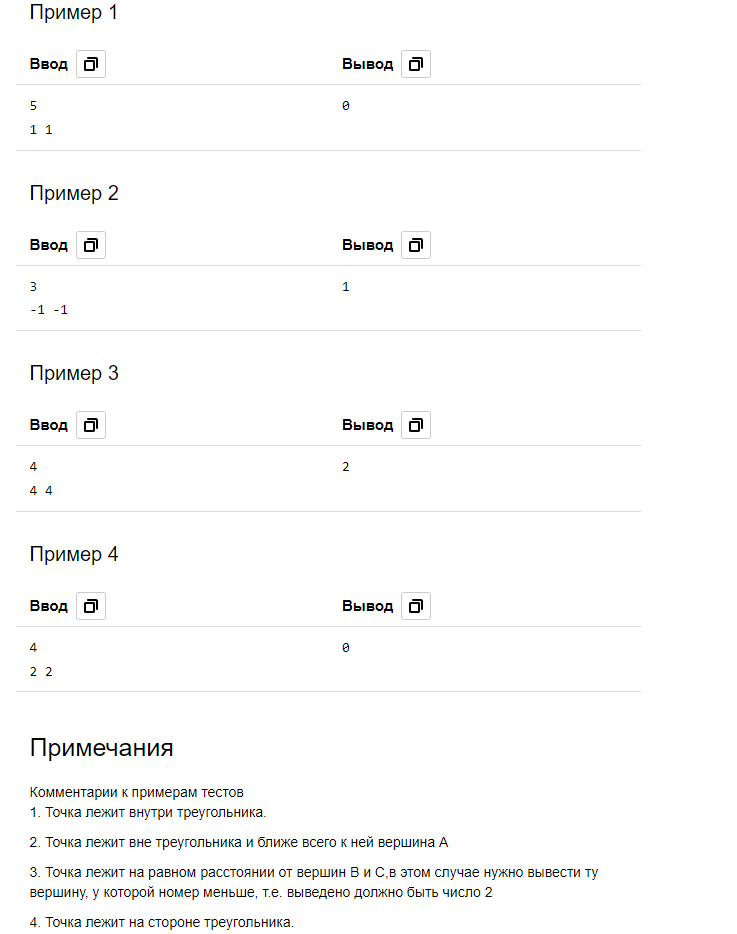 Пример 1
Ввод Вывод
5 0
1 1
Пример 2
Ввод Вывод
3 1
-1 -1
Пример 3
Ввод Вывод
4 2
4 4
Пример 4
Ввод Вывод
4 0
2 2
Примечания
Комментарии к примерам тестов
1. Точка лежит внутри треугольника.
2. Точка лежит вне треугольника и ближе всего к ней вершина A
3. Точка лежит на равном расстоянии от вершин B и C,в этом случае нужно вывести ту
вершину, у которой номер меньше, т.е. выведено должно быть число 2
4. Точка лежит на стороне треугольника.